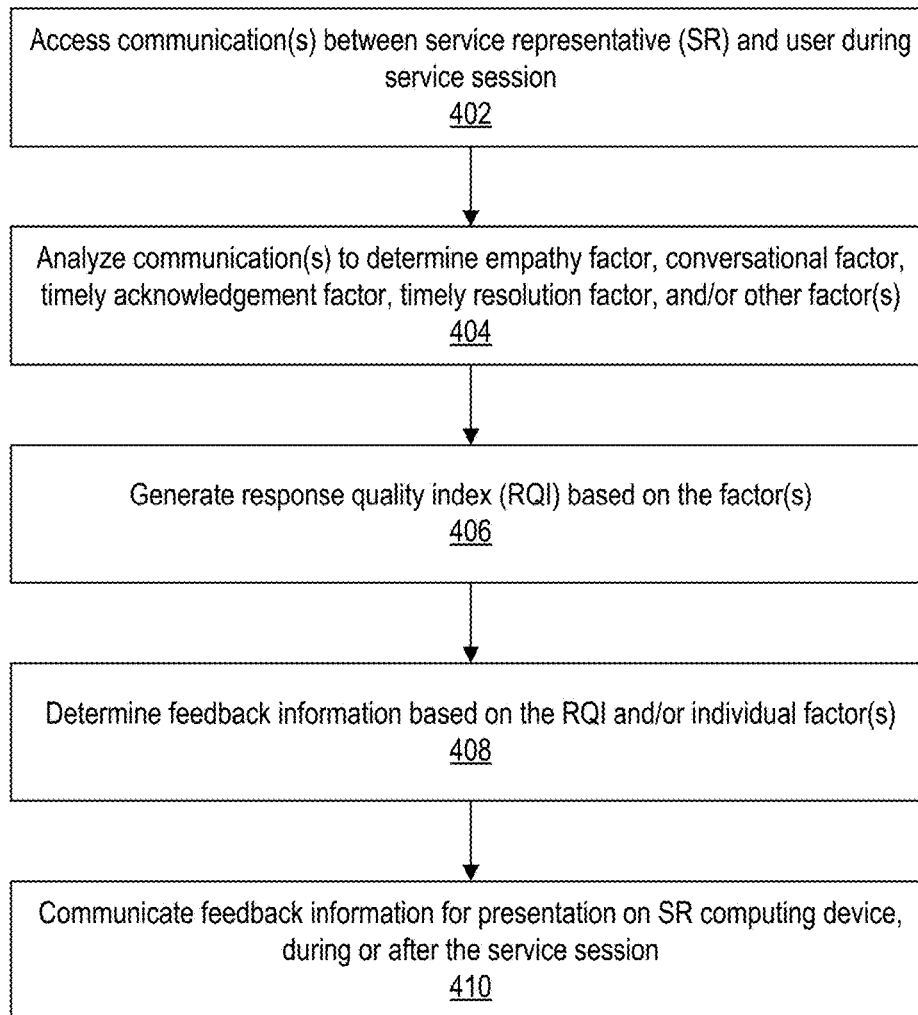 Access communication(s) between service representative (SR) and user during
service session
402
Analyze communication(s) to determine empathy factor, conversational factor,
timely acknowledgement factor, timely resolution factor, and/or other factor(s)
404
Generate response quality index (RQI) based on the factor(s)
406
Determine feedback information based on the RQI and/or individual factor(s)
408
Communicate feedback information for presentation on SR computing device,
during or after the service session
410